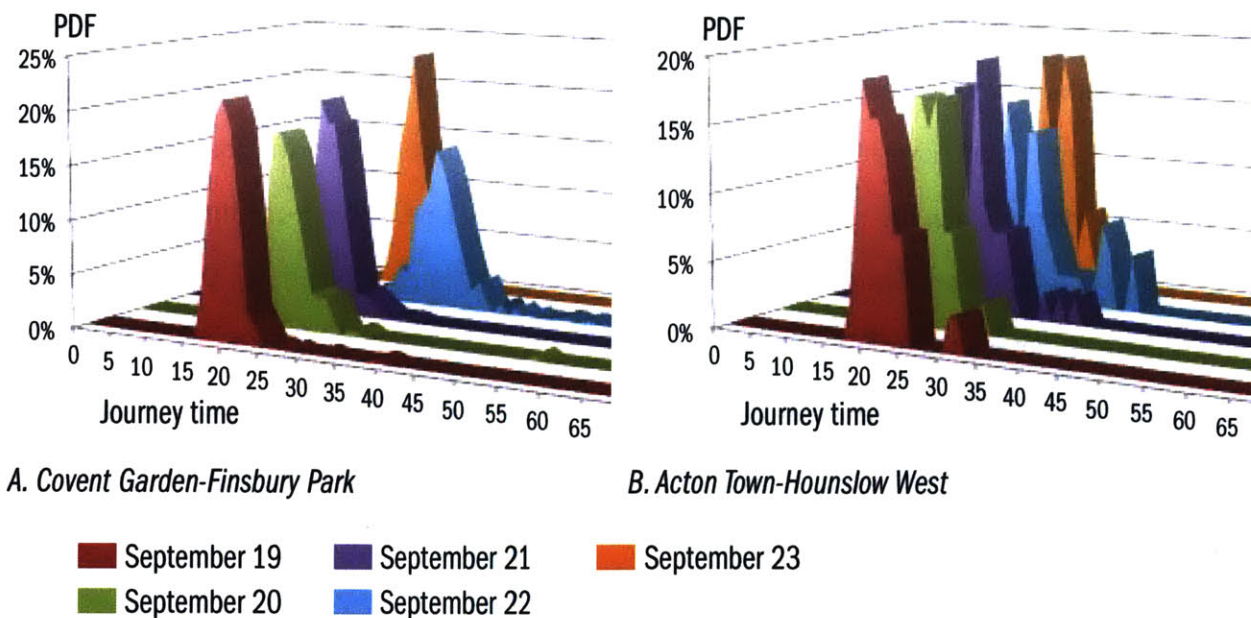 PDF
25%
20%
15%
10%
5%
0%
0 5 10 15 20 25 30 35 40 45 50 55 60 65
Journey time
A. Covent Garden-Finsbury Park
PDF
20%
15%
10%
5%
0%
0 5 10 15 20 25 30 35 40 45 50 55 60 65
Journey time
B. Acton Town-Hounslow West
September 19
September 21
September 23
September 20
September 22